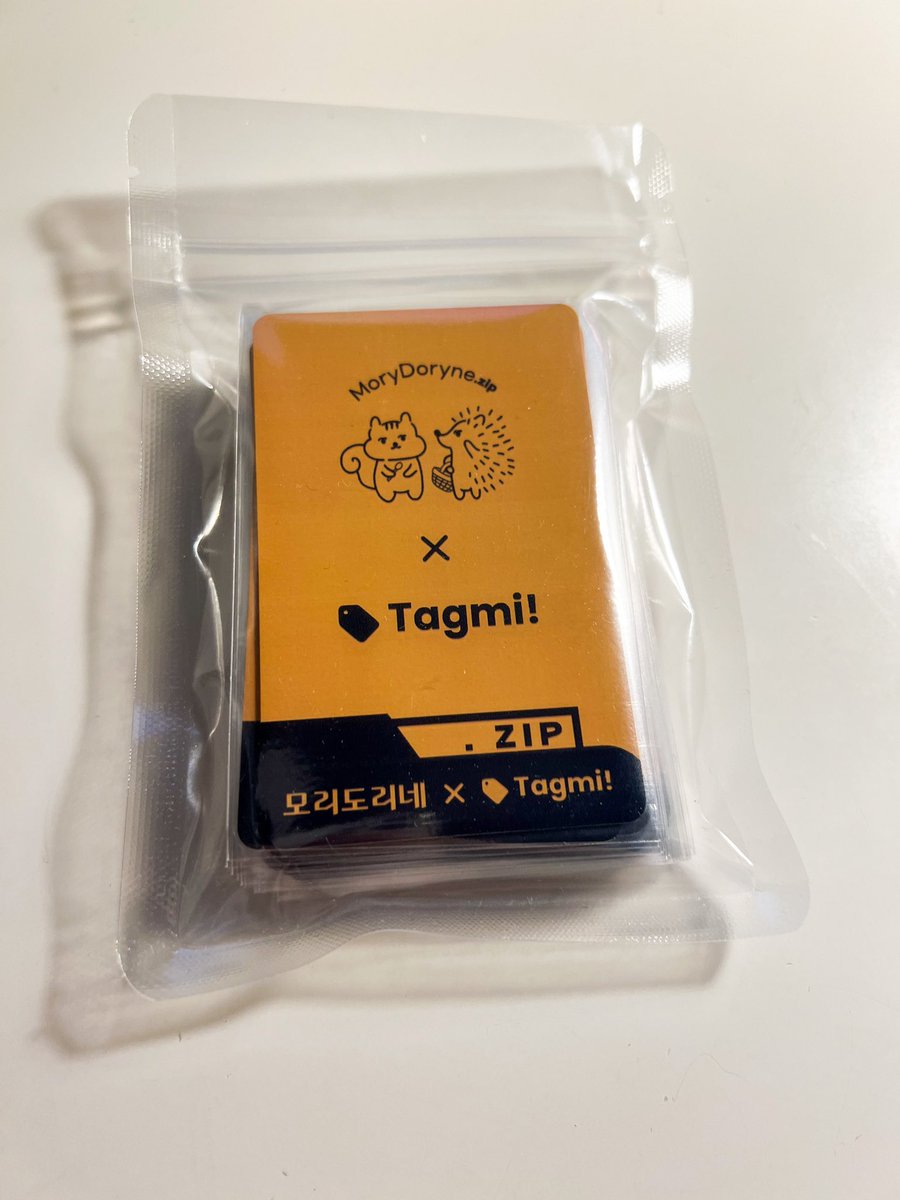 MoryDoryne.zip
×
Tagmi!
. ZIP
모리도리네 × Tagmi!